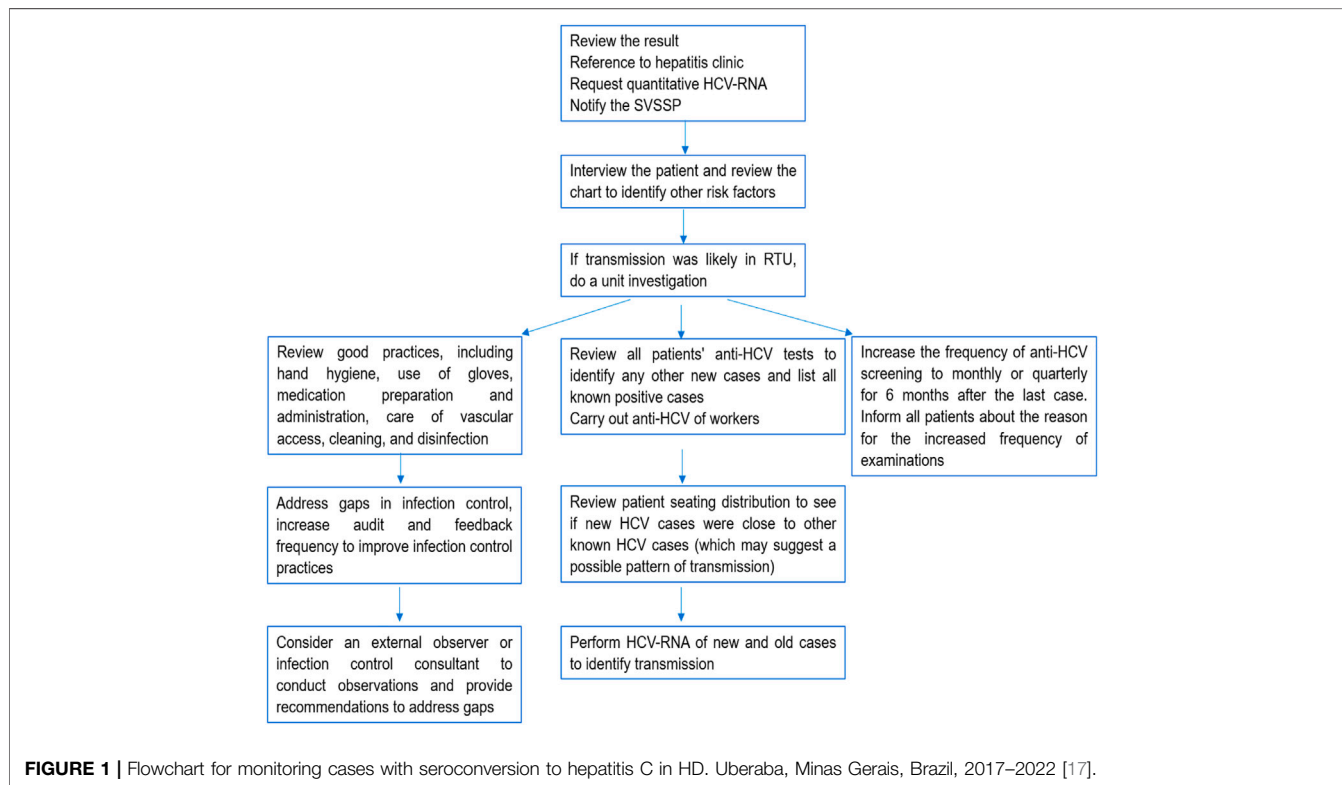 Review the result
Reference to hepatitis clinic
Request quantitative HCV-RNA
Notify the SVSSP
Interview the patient and review the
chart to identify other risk factors
If transmission was likely in RTU,
do a unit investigation
Review good practices, including
hand hygiene, use of gloves,
medication preparation and
administration, care of vascular
access, cleaning, and disinfection
Address gaps in infection control,
increase audit and feedback
frequency to improve infection control
practices
Consider an external observer or
infection control consultant to
conduct observations and provide
recommendations to address gaps
Review all patients' anti-HCV tests to
identify any other new cases and list all
known positive cases
Carry out anti-HCV of workers
Review patient seating distribution to see
if new HCV cases were close to other
known HCV cases (which may suggest a
possible pattern of transmission)
Perform HCV-RNA of new and old cases
to identify transmission
Increase the frequency of anti-HCV
screening to monthly or quarterly
for 6 months after the last case.
Inform all patients about the reason
for the increased frequency of
examinations
FIGURE 1 | Flowchart for monitoring cases with seroconversion to hepatitis C in HD. Uberaba, Minas Gerais, Brazil, 2017–2022 [17].